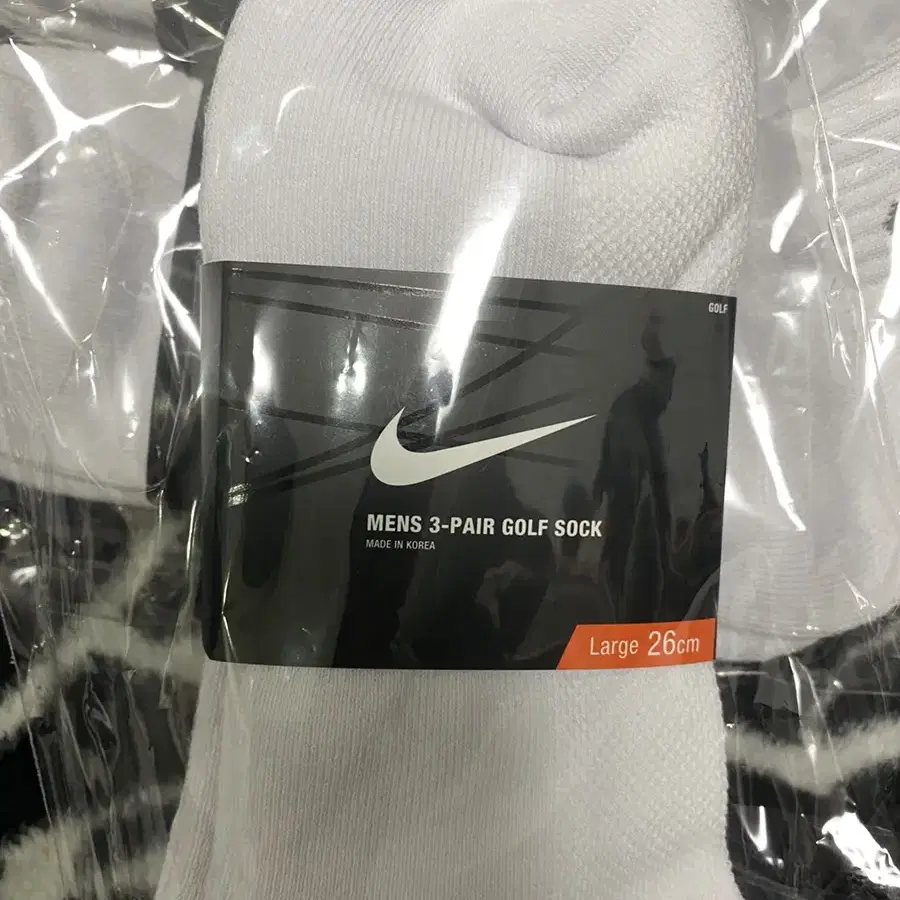 GOLF
MENS 3-PAIR GOLF SOCK
MADE IN KOREA
Large 26cm